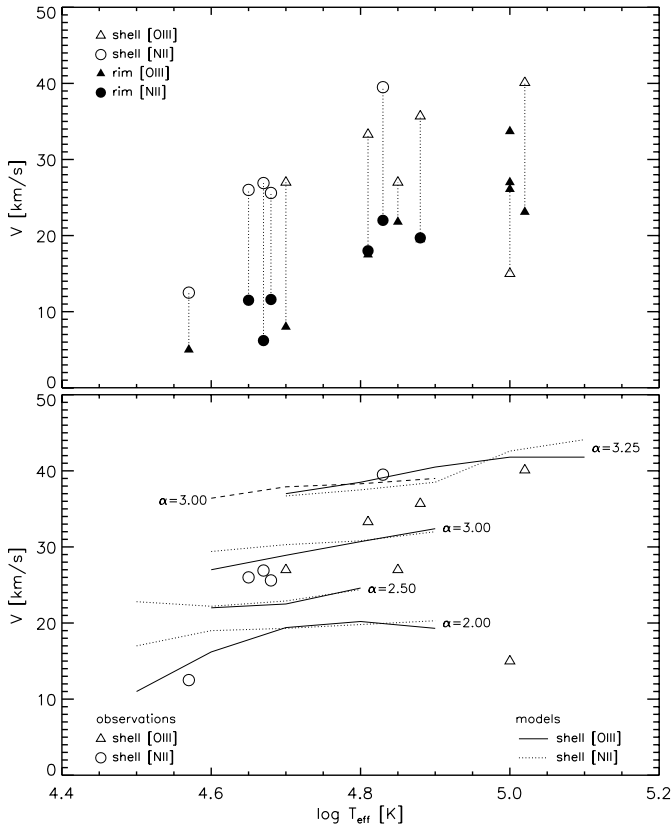 50
40
30
20
10
0
V [km/s]
shell [OIII]
shell [NII]
rim [OIII]
rim [NII]
50
40
30
20
10
0
V [km/s]
α=3.25
α=3.00
α=3.00
α=2.50
α=2.00
observations
shell [OIII]
shell [NII]
models
shell [OIII]
shell [NII]
4.4 4.6 4.8 5.0 5.2
log Teff [K]